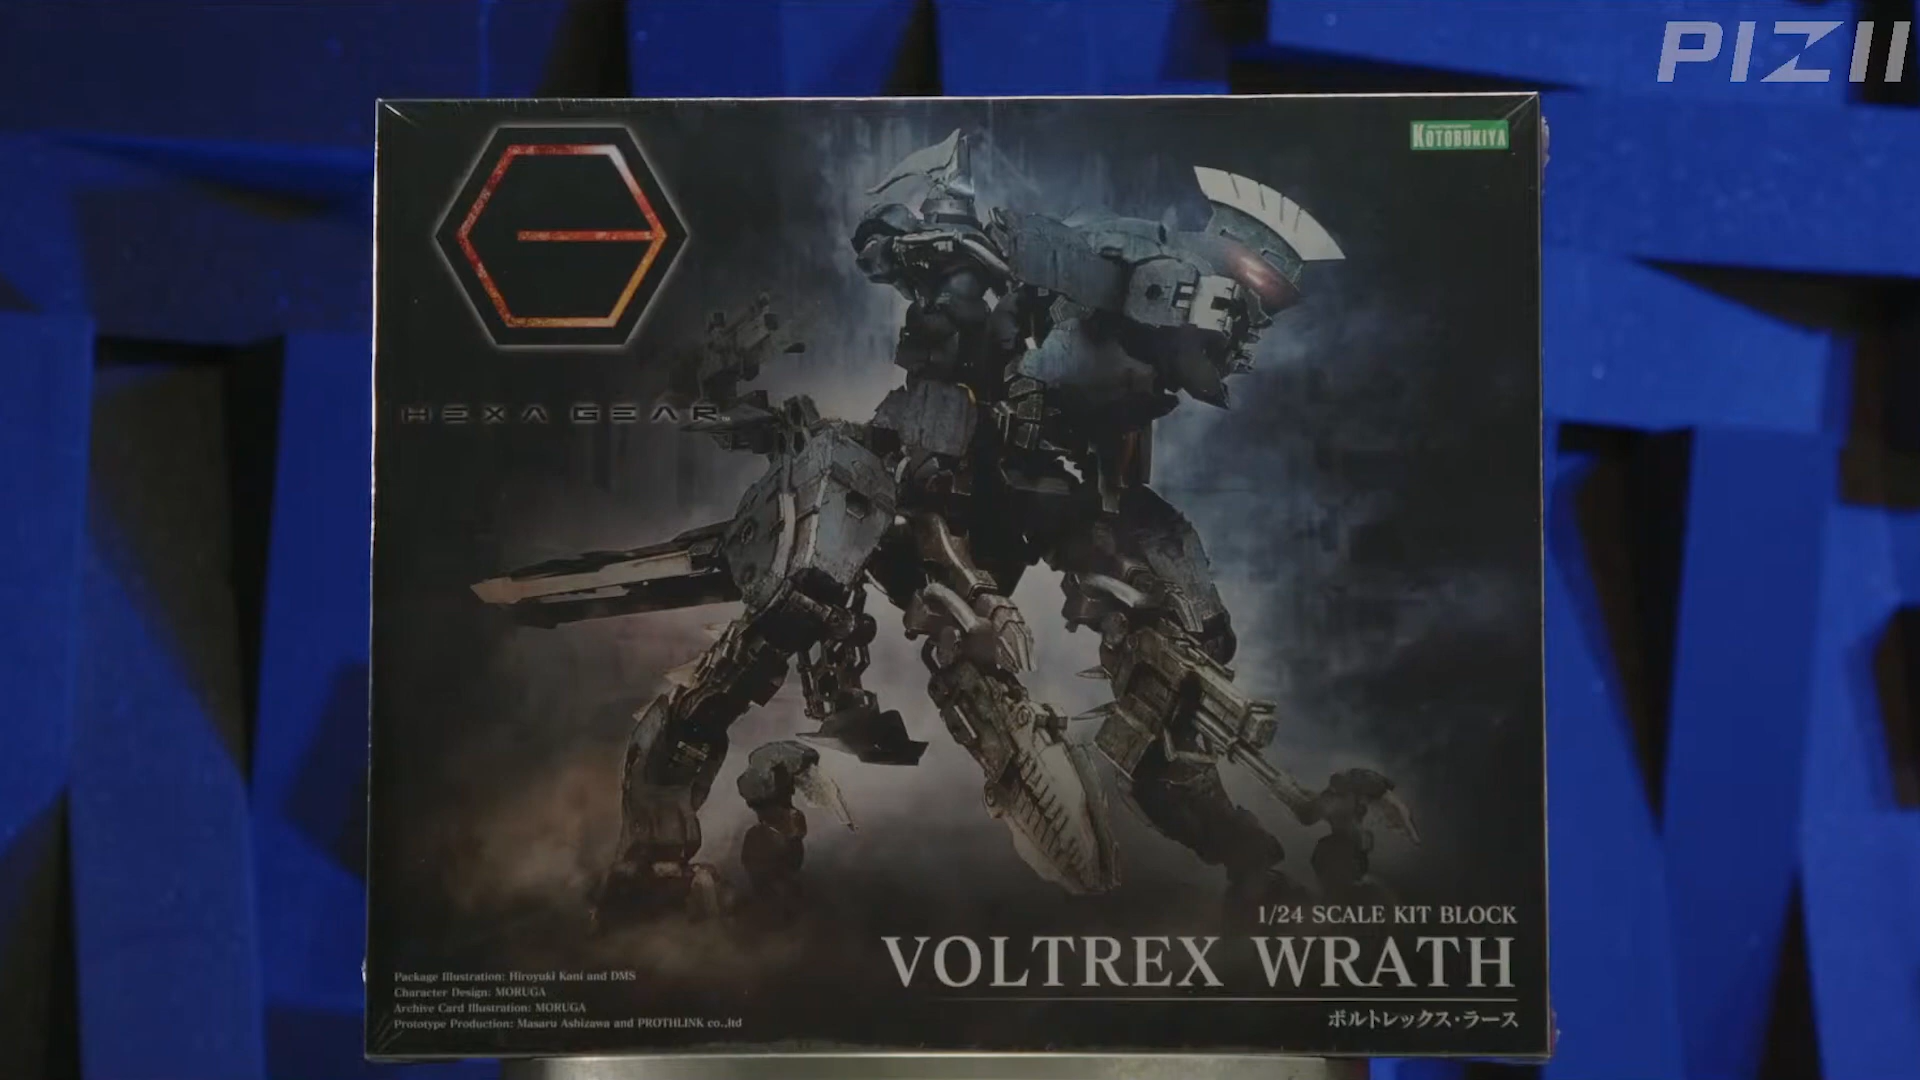 PIZII
KOTOBUKIYA
HEXA GEAR
1/24 SCALE KIT BLOCK
VOLTREX WRATH
ボルトレックス・ラース
Package Illustration: Hiroyuki Kani and DMS
Character Design: MORUGA
Archive Card Illustration: MORUGA
Prototype Production: Masaru Ashizawa and PROTHLINK co.,ltd